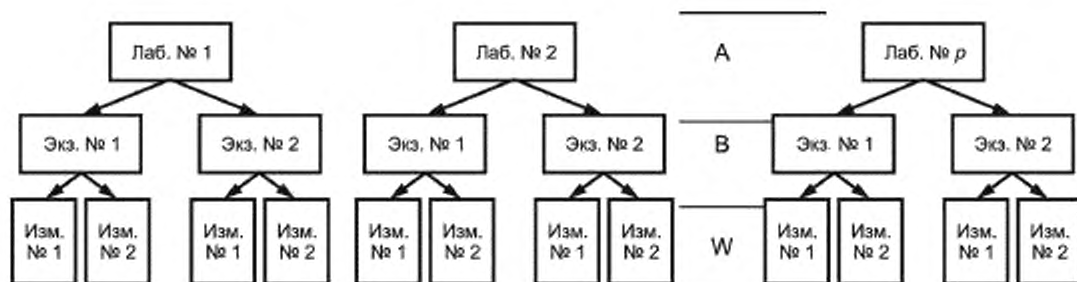 Лаб. № 1
Лаб. № 2
A
Лаб. № p
Экз. № 1
Экз. № 2
Экз. № 1
Экз. № 2
B
Экз. № 1
Экз. № 2
Изм.
№ 1
Изм.
№ 2
Изм.
№ 1
Изм.
№ 2
Изм.
№ 1
Изм.
№ 2
Изм.
№ 1
Изм.
№ 2
W
Изм.
№ 1
Изм.
№ 2
Изм.
№ 1
Изм.
№ 2